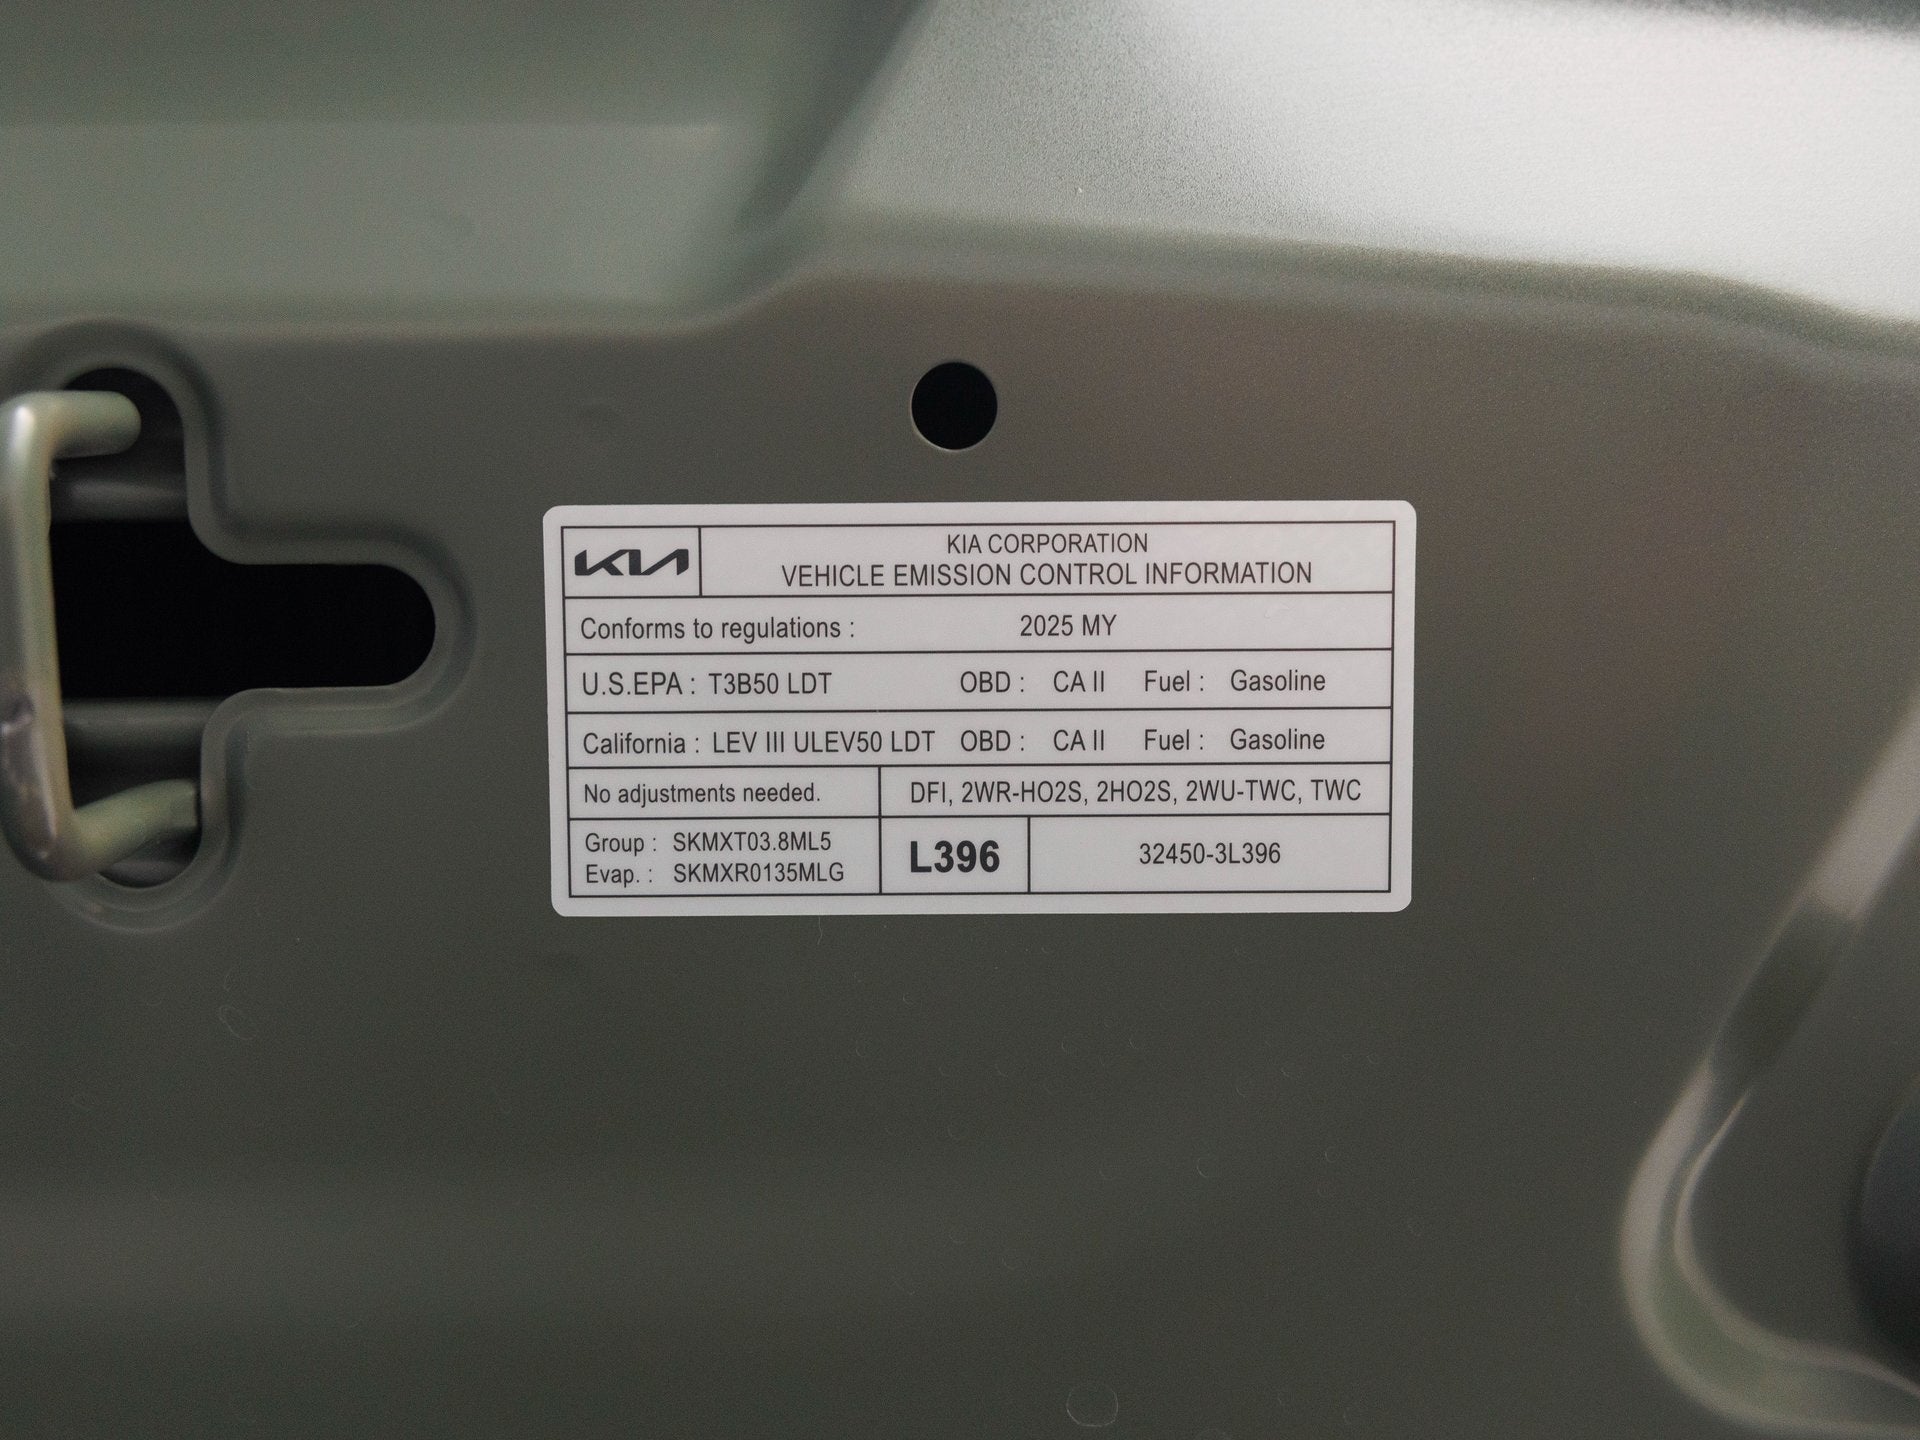 KIA KIA CORPORATION
VEHICLE EMISSION CONTROL INFORMATION
Conforms to regulations : 2025 MY
U.S.EPA : T3B50 LDT OBD : CA II Fuel : Gasoline
California : LEV III ULEV50 LDT OBD : CA II Fuel : Gasoline
No adjustments needed. DFI, 2WR-HO2S, 2HO2S, 2WU-TWC, TWC
Group : SKMXT03.8ML5
Evap. : SKMXR0135MLG
L396 32450-3L396